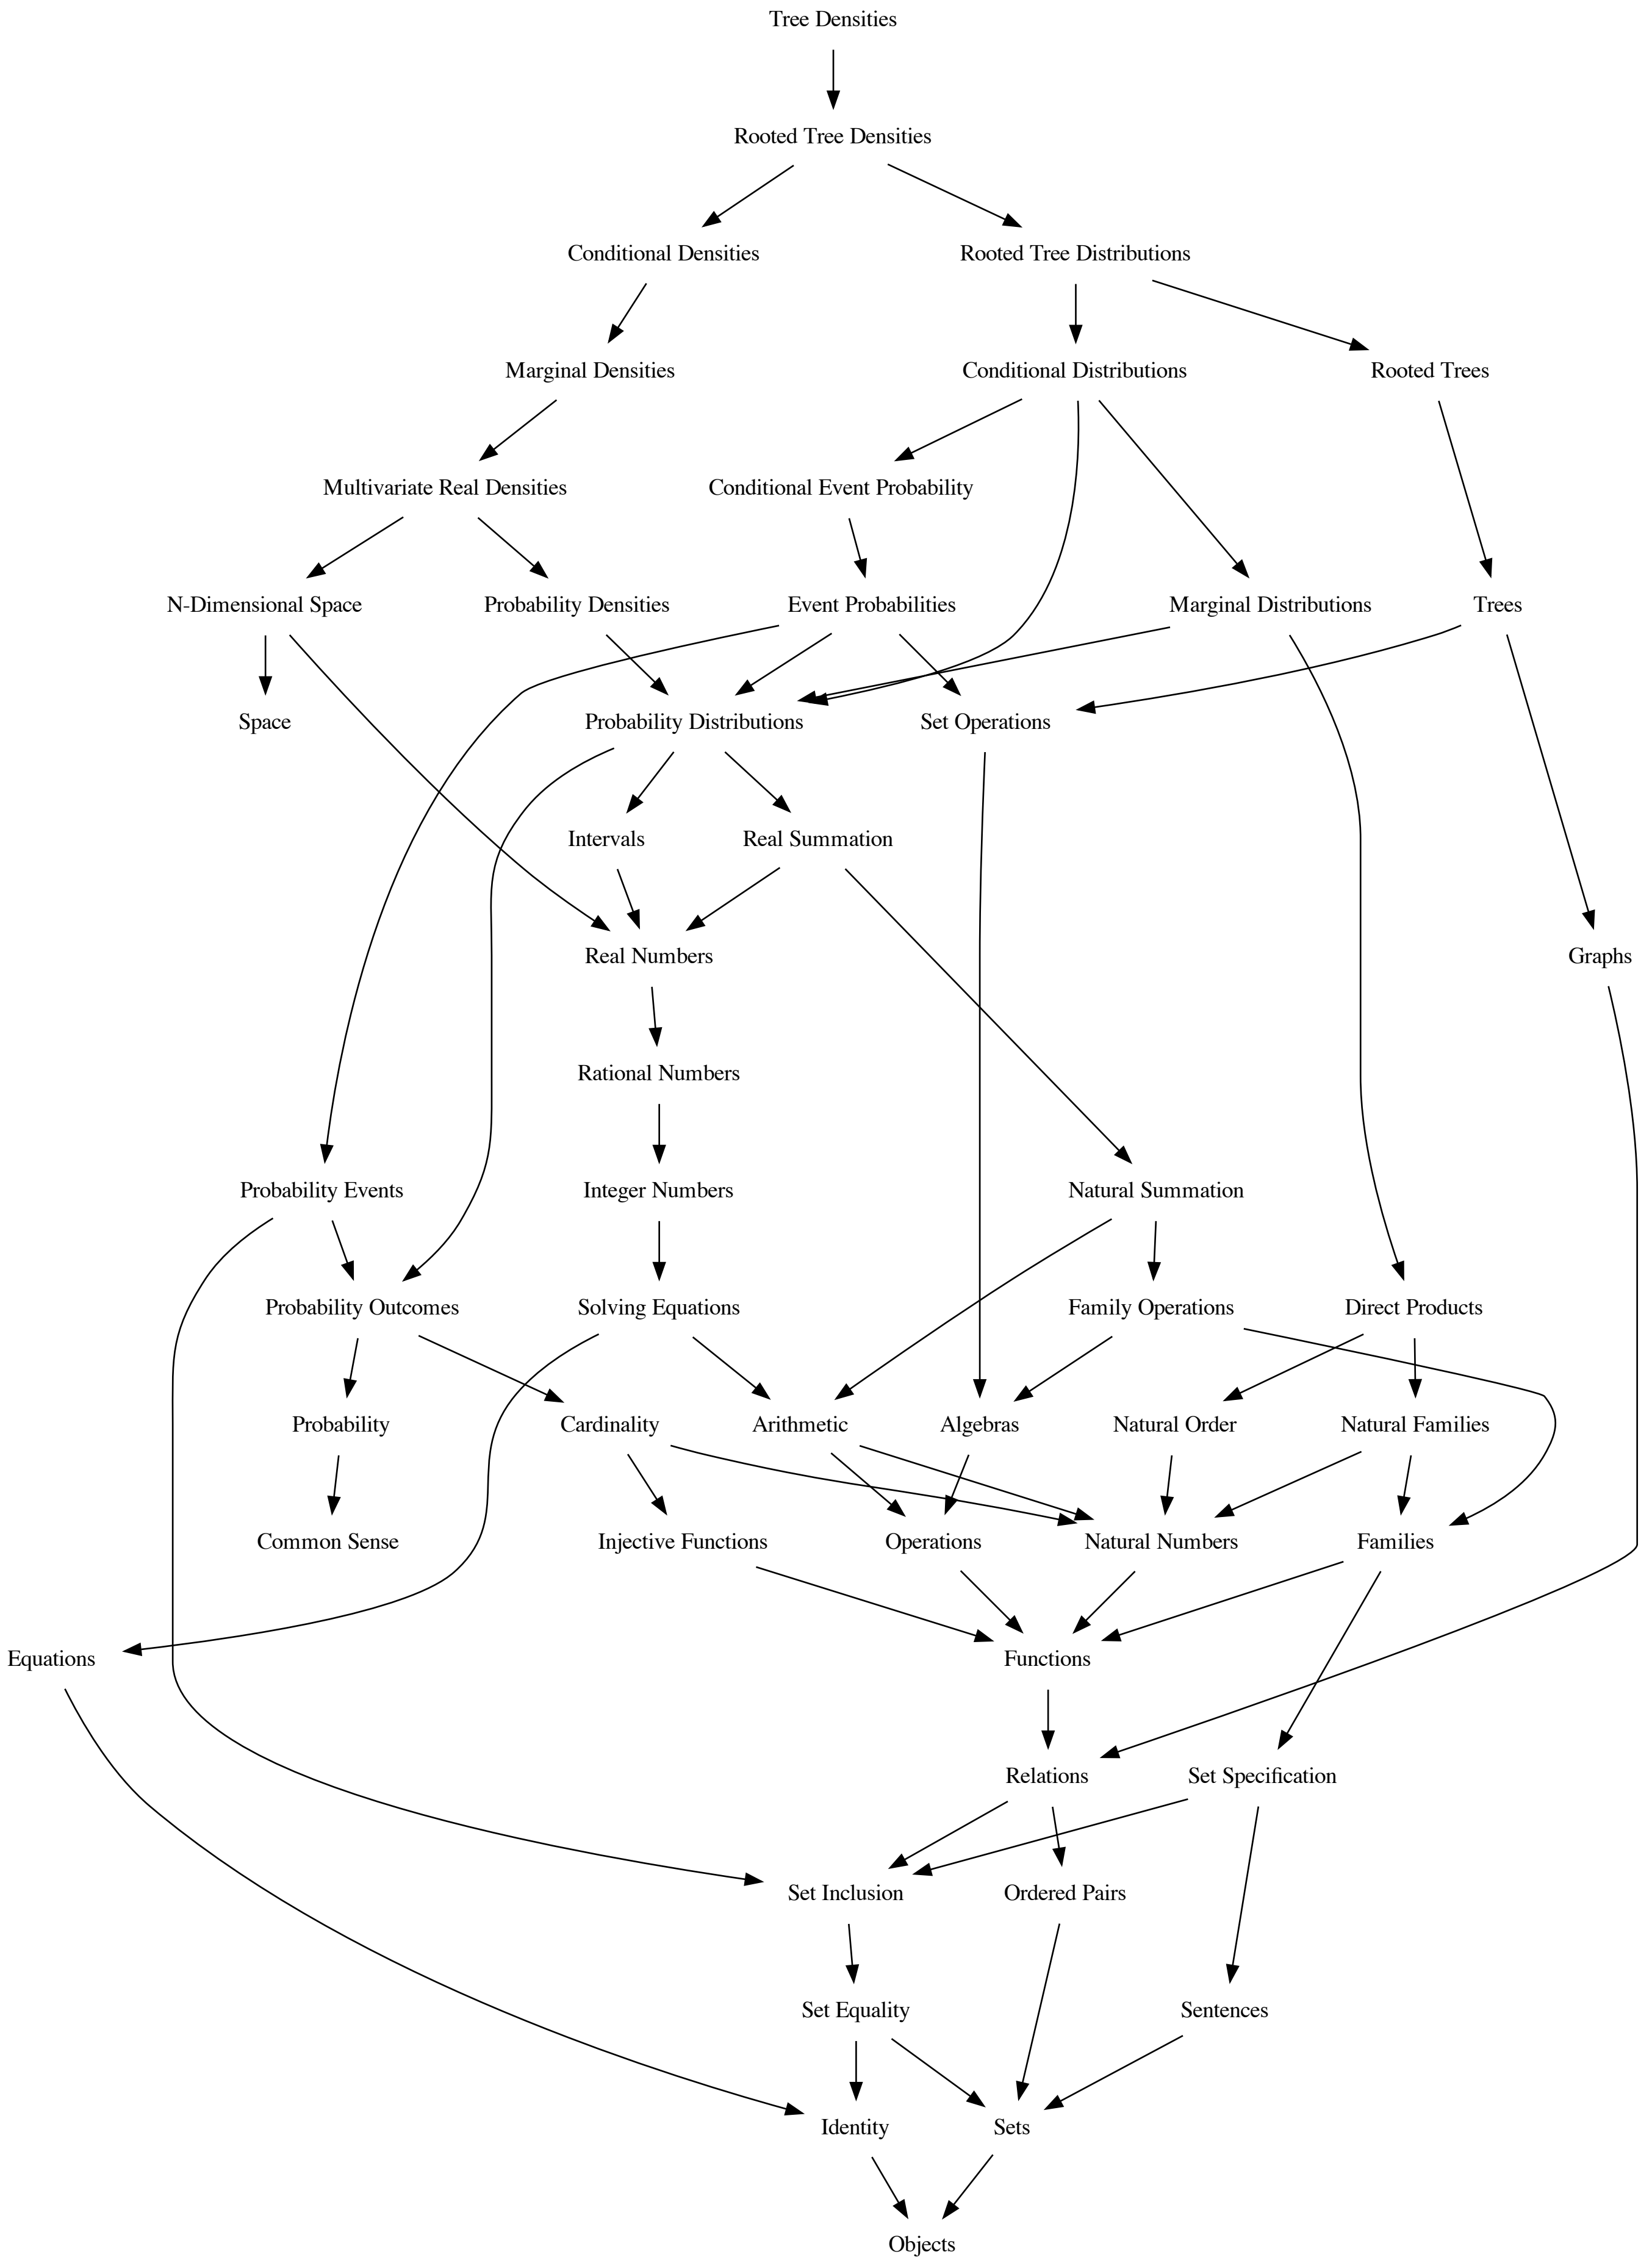 Tree Densities
Rooted Tree Densities
Conditional Densities
Rooted Tree Distributions
Marginal Densities
Conditional Distributions
Rooted Trees
Multivariate Real Densities
Conditional Event Probability
N-Dimensional Space
Probability Densities
Event Probabilities
Marginal Distributions
Trees
Space
Probability Distributions
Set Operations
Intervals
Real Summation
Real Numbers
Graphs
Rational Numbers
Probability Events
Integer Numbers
Natural Summation
Probability Outcomes
Solving Equations
Family Operations
Direct Products
Probability
Cardinality
Arithmetic
Algebras
Natural Order
Natural Families
Common Sense
Injective Functions
Operations
Natural Numbers
Families
Equations
Functions
Relations
Set Specification
Set Inclusion
Ordered Pairs
Set Equality
Sentences
Identity
Sets
Objects